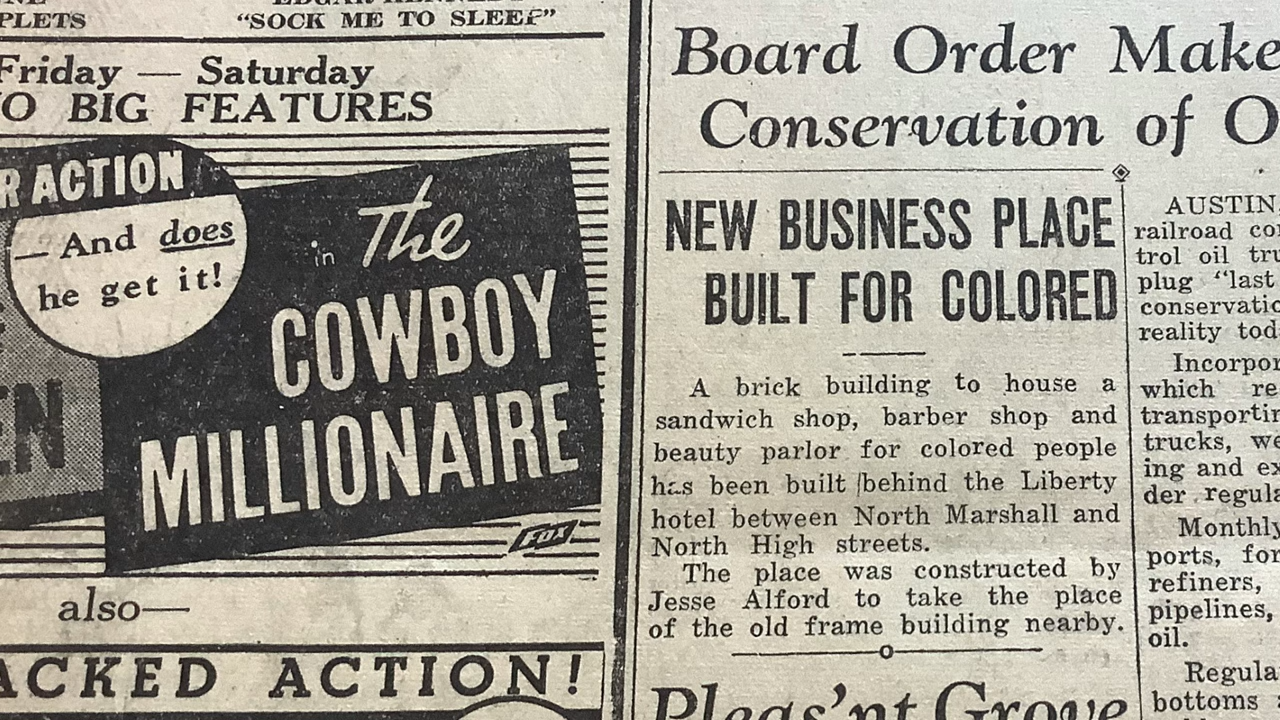 PLETS
"SOCK ME TO SLEEP"
Friday — Saturday
BIG FEATURES
ACTION
— And does
he get it!
in The
COWBOY
MILLIONAIRE
FOX
also—
ACTION!
Board Order Make
Conservation of O
NEW BUSINESS PLACE
BUILT FOR COLORED
A brick building to house a
sandwich shop, barber shop and
beauty parlor for colored people
has been built behind the Liberty
hotel between North Marshall and
North High streets.
The place was constructed by
Jesse Alford to take the place
of the old frame building nearby.
Pleas'nt Grove
AUSTIN,
railroad co
trol oil tru
plug "last
conservatio
reality tod
Incorpor
which re
transportin
trucks, we
ing and ex
der regula
Monthly
ports, for
refiners,
pipelines,
oil.
Regula
bottoms